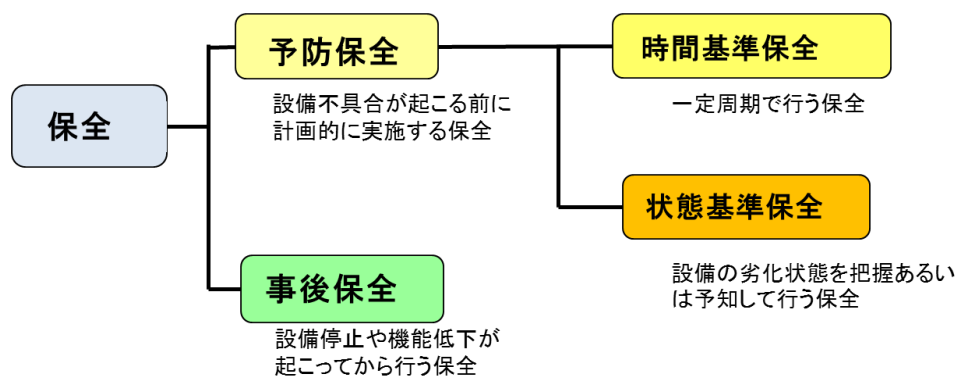 保全
予防保全
設備不具合が起こる前に
計画的に実施する保全
時間基準保全
一定周期で行う保全
状態基準保全
設備の劣化状態を把握あるい
は予知して行う保全
事後保全
設備停止や機能低下が
起こってから行う保全